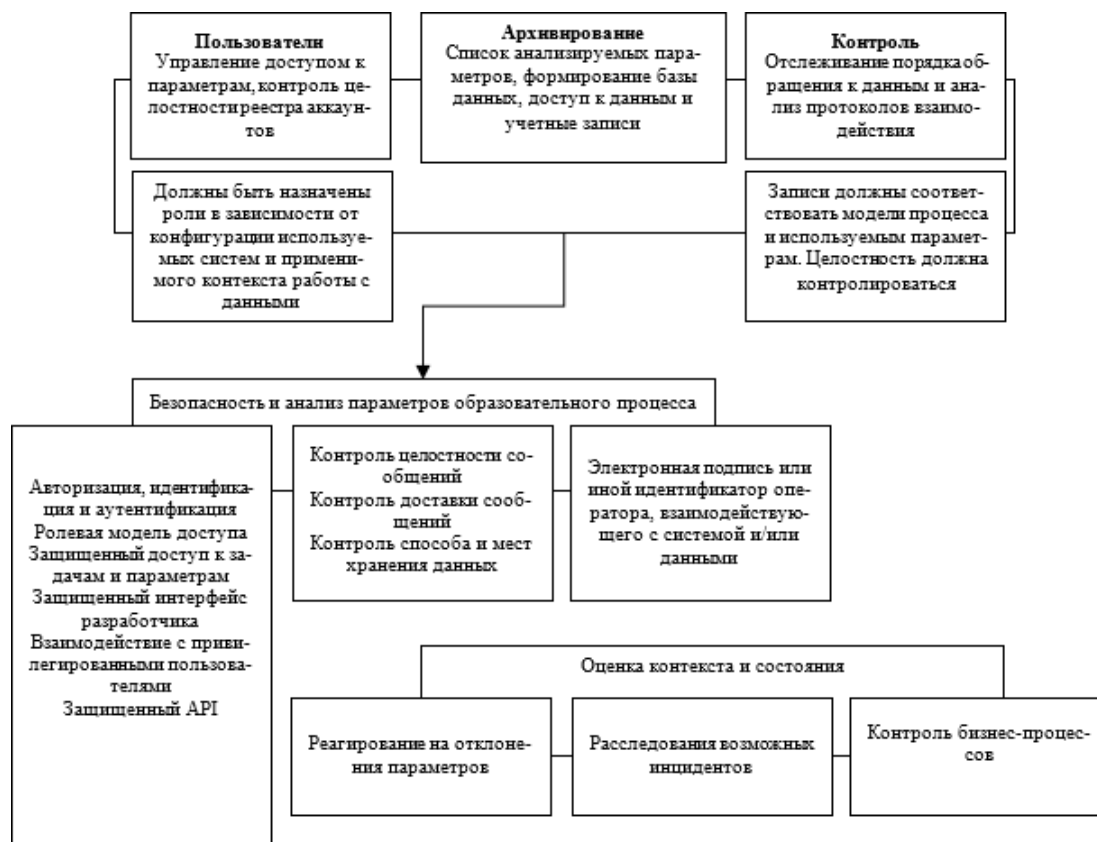 Пользователи
Управление доступом к
параметрам, контроль це-
лостности реестра аккаун-
тов
Архивирование
Список анализируемых пара-
метров, формирование базы
данных, доступ к данным и
учетные записи
Контроль
Отслеживание порядка об-
ращения к данным и ана-
лиз протоколов взаимо-
действия
Должны быть назначены
роли в зависимости от
конфигурации используе-
мых систем и примени-
мого контекста работы с
данными
Записи должны соответ-
ствовать модели процесса
и используемым парамет-
рам. Целостность должна
контролироваться
Безопасность и анализ параметров образовательного процесса
Авторизация, идентифика-
ция и аутентификация
Ролевая модель доступа
Защищенный доступ к за-
дачам и параметрам
Защищенный интерфейс
разработчика
Взаимодействие с приви-
легированными пользова-
телями
Защищенный API
Контроль целостности со-
общений
Контроль доставки сооб-
щений
Контроль способа и мест
хранения данных
Электронная подпись или
иной идентификатор опе-
ратора, взаимодействую-
щего с системой и/или
данными
Оценка контекста и состояния
Реагирование на отклоне-
ния параметров
Расследования возможных
инцидентов
Контроль бизнес-процес-
сов